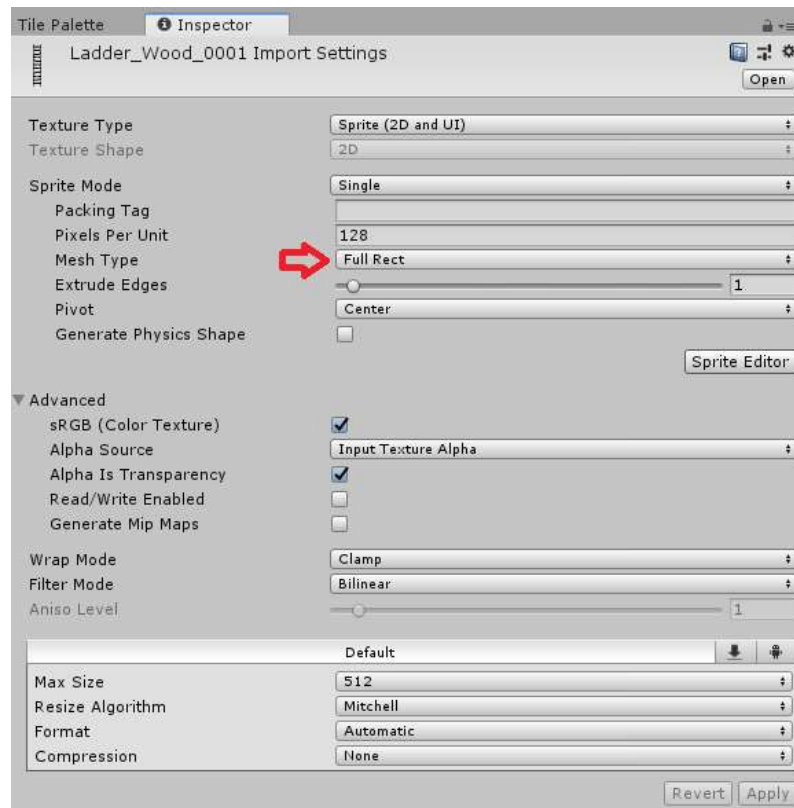 Tile Palette Inspector
Ladder_Wood_0001 Import Settings
Open
Texture Type Sprite (2D and UI)
Texture Shape 2D
Sprite Mode Single
Packing Tag
Pixels Per Unit 128
Mesh Type Full Rect
Extrude Edges 1
Pivot Center
Generate Physics Shape
Sprite Editor
Advanced
sRGB (Color Texture)
Alpha Source Input Texture Alpha
Alpha Is Transparency
Read/Write Enabled
Generate Mip Maps
Wrap Mode Clamp
Filter Mode Bilinear
Aniso Level 1
Default
Max Size 512
Resize Algorithm Mitchell
Format Automatic
Compression None
Revert Apply